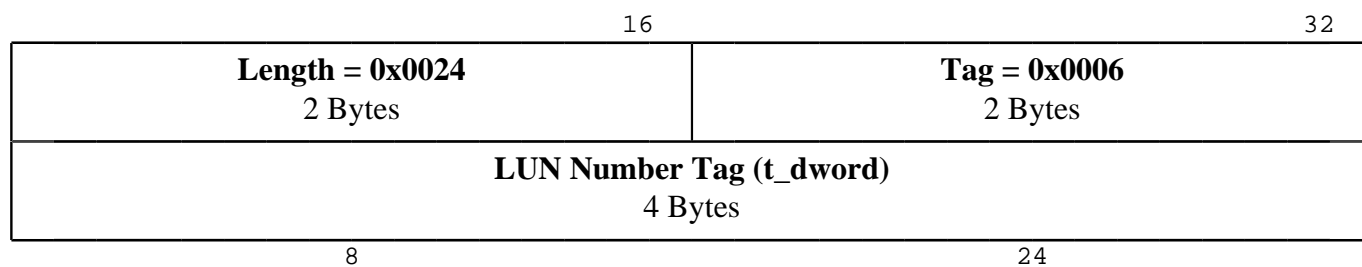 16 32
Length = 0x0024 Tag = 0x0006
2 Bytes 2 Bytes
LUN Number Tag (t_dword)
4 Bytes
8 24